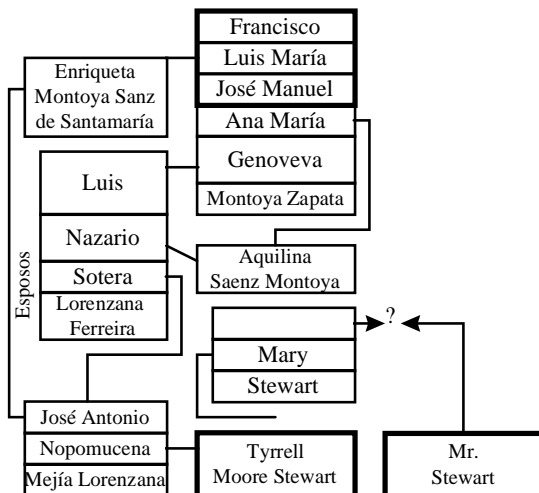 Francisco
Luis María
José Manuel
Ana María
Genoveva
Montoya Zapata
Enriqueta
Montoya Sanz
de Santamaría
Luis
Nazario
Sotera
Lorenzana
Ferreira
Esposos
Aquilina
Saenz Montoya
?
Mary
Stewart
José Antonio
Nopomucena
Mejía Lorenzana
Tyrrell
Moore Stewart
Mr.
Stewart